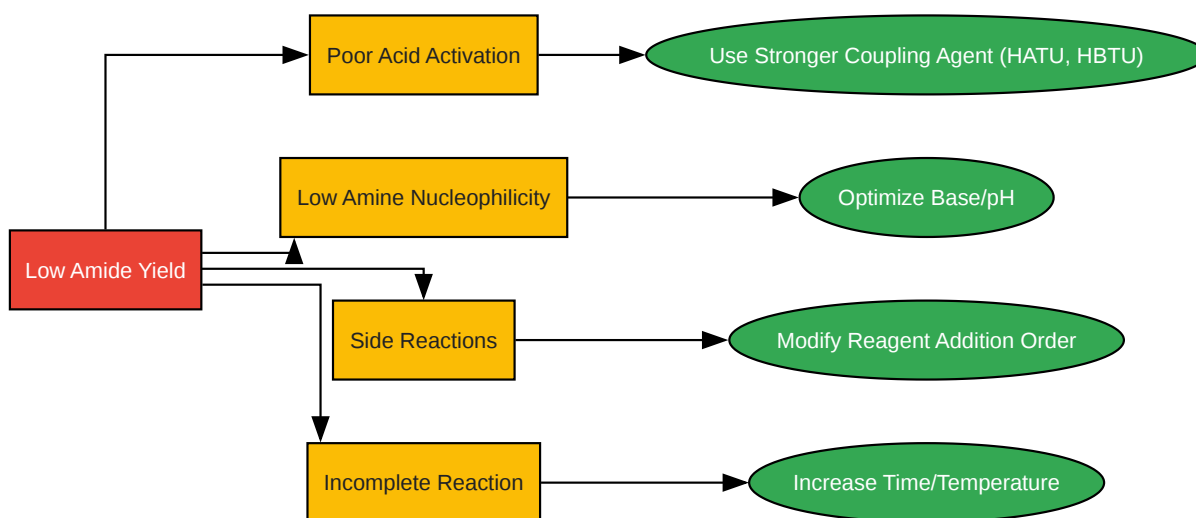 Poor Acid Activation
Use Stronger Coupling Agent (HATU, HBTU)
Low Amine Nucleophilicity
Optimize Base/pH
Low Amide Yield
Side Reactions
Modify Reagent Addition Order
Incomplete Reaction
Increase Time/Temperature